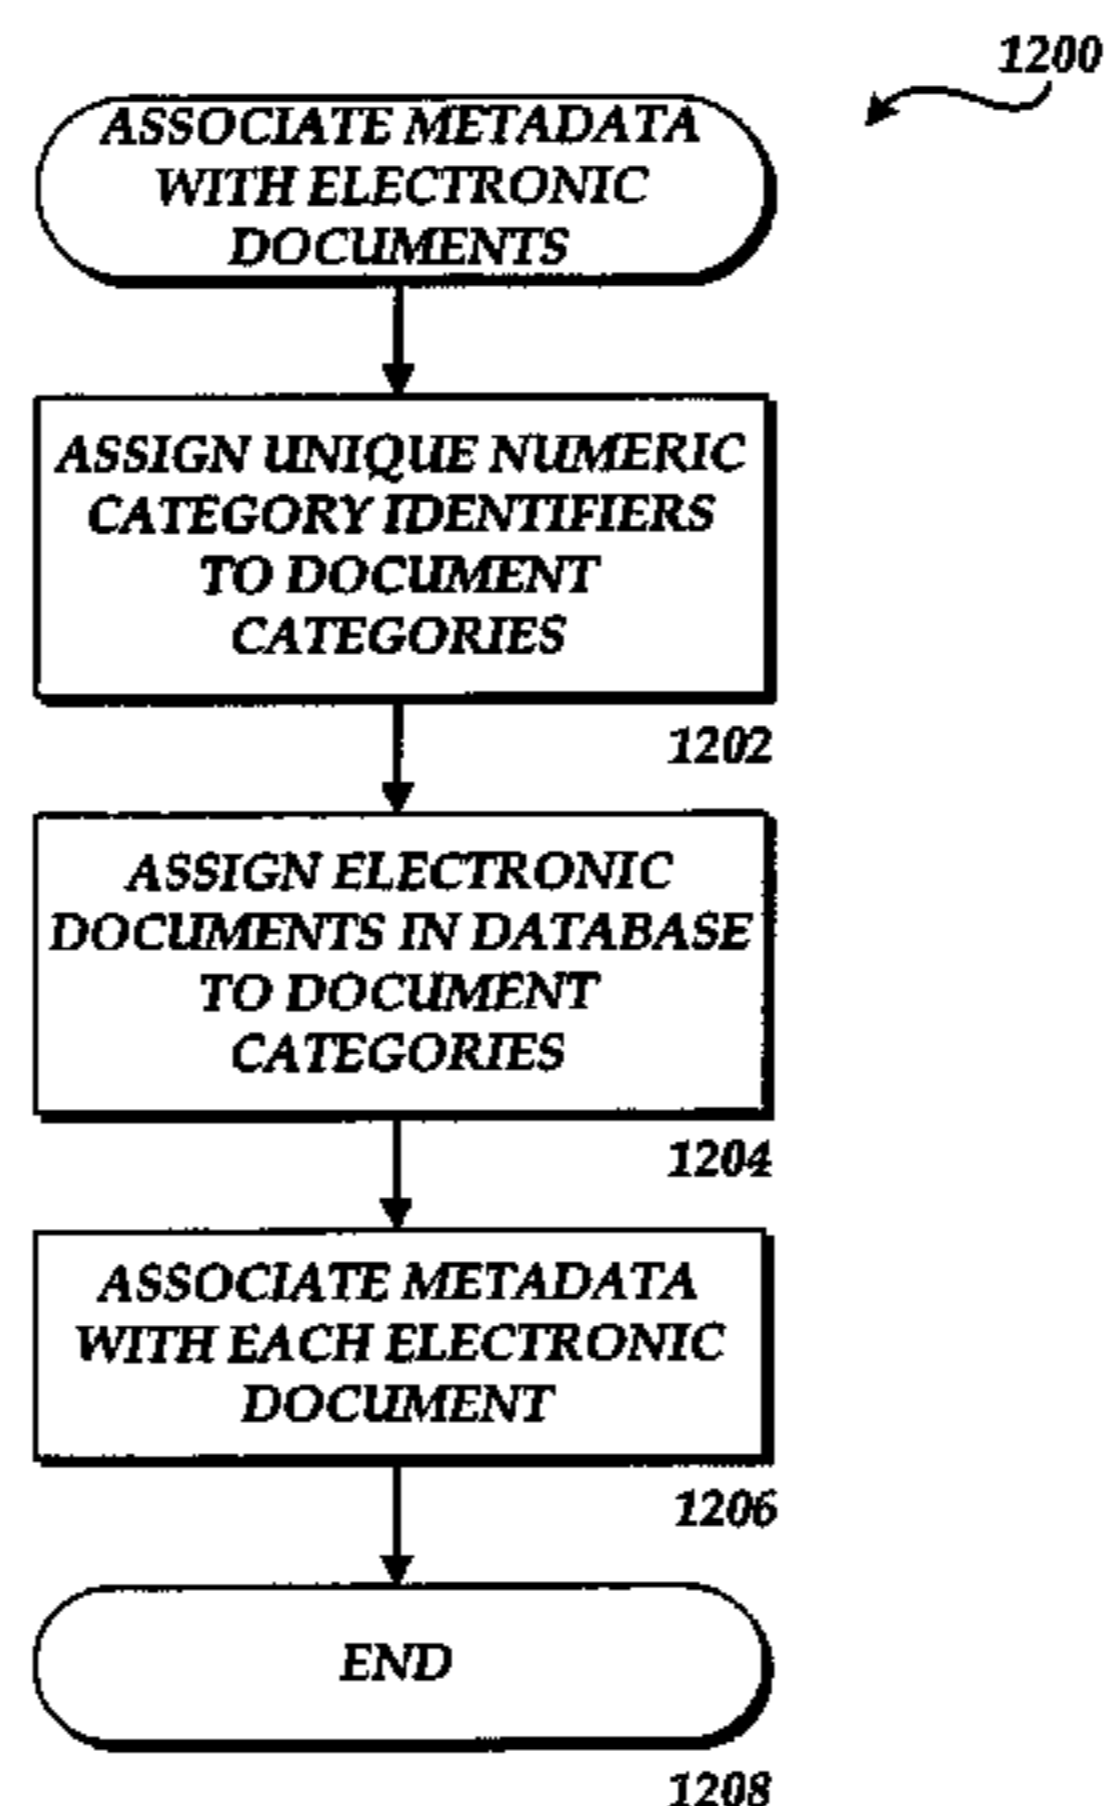 1200
ASSOCIATE METADATA
WITH ELECTRONIC
DOCUMENTS
ASSIGN UNIQUE NUMERIC
CATEGORY IDENTIFIERS
TO DOCUMENT
CATEGORIES
1202
ASSIGN ELECTRONIC
DOCUMENTS IN DATABASE
TO DOCUMENT
CATEGORIES
1204
ASSOCIATE METADATA
WITH EACH ELECTRONIC
DOCUMENT
1206
END
1208